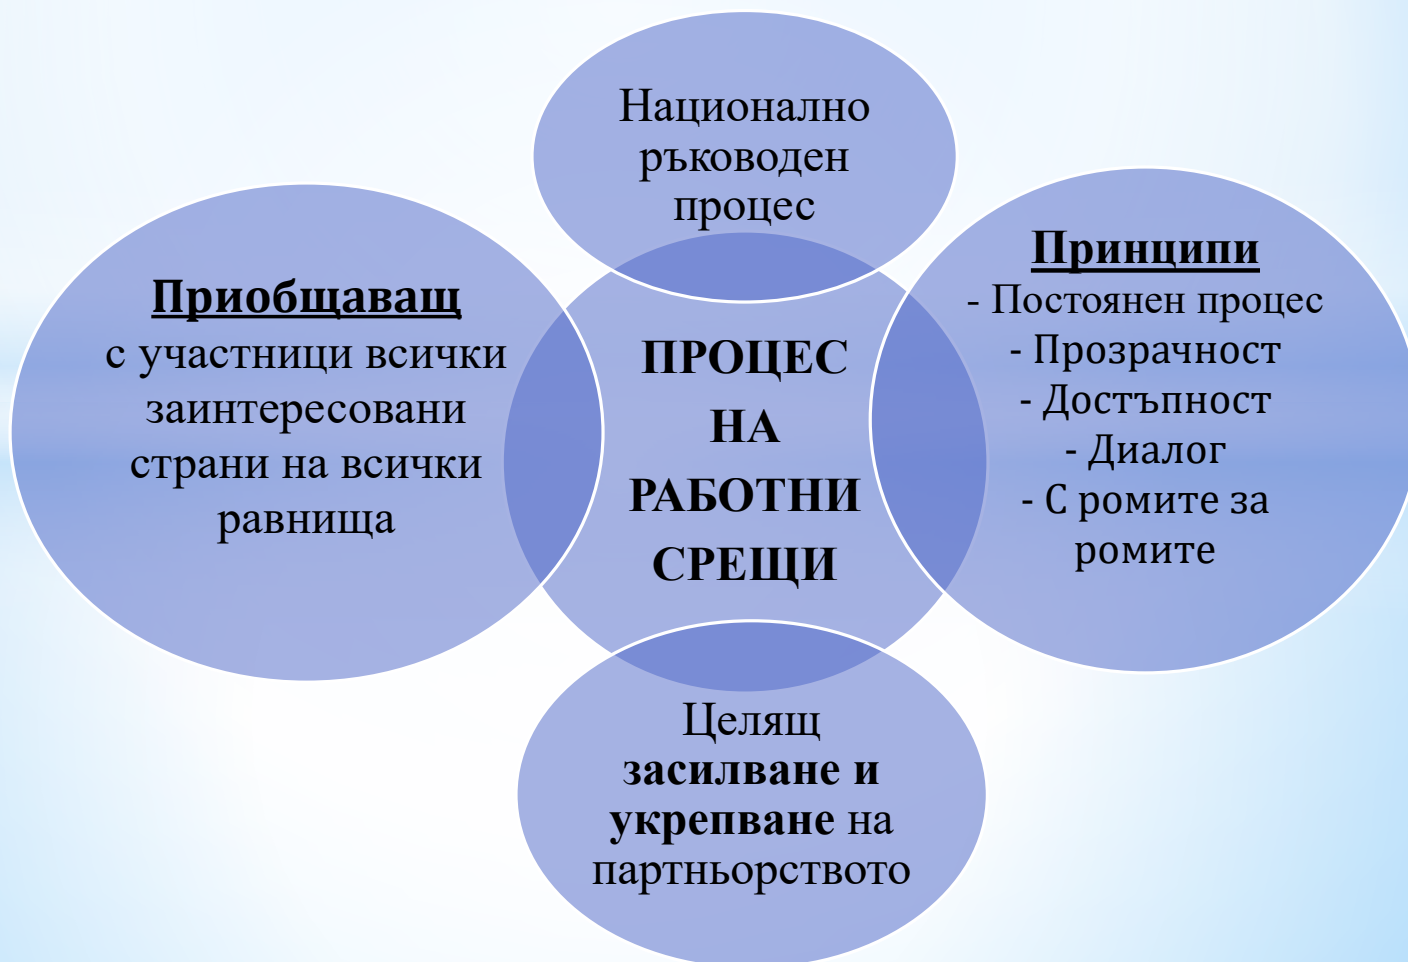 Национално
ръководен
процес
Приобщаващ
с участници всички
заинтересовани
страни на всички
равнища
ПРОЦЕС
НА
РАБОТНИ
СРЕЩИ
Принципи
- Постоянен процес
- Прозрачност
- Достъпност
- Диалог
- С ромите за
ромите
Целящ
засилване и
укрепване на
партньорството